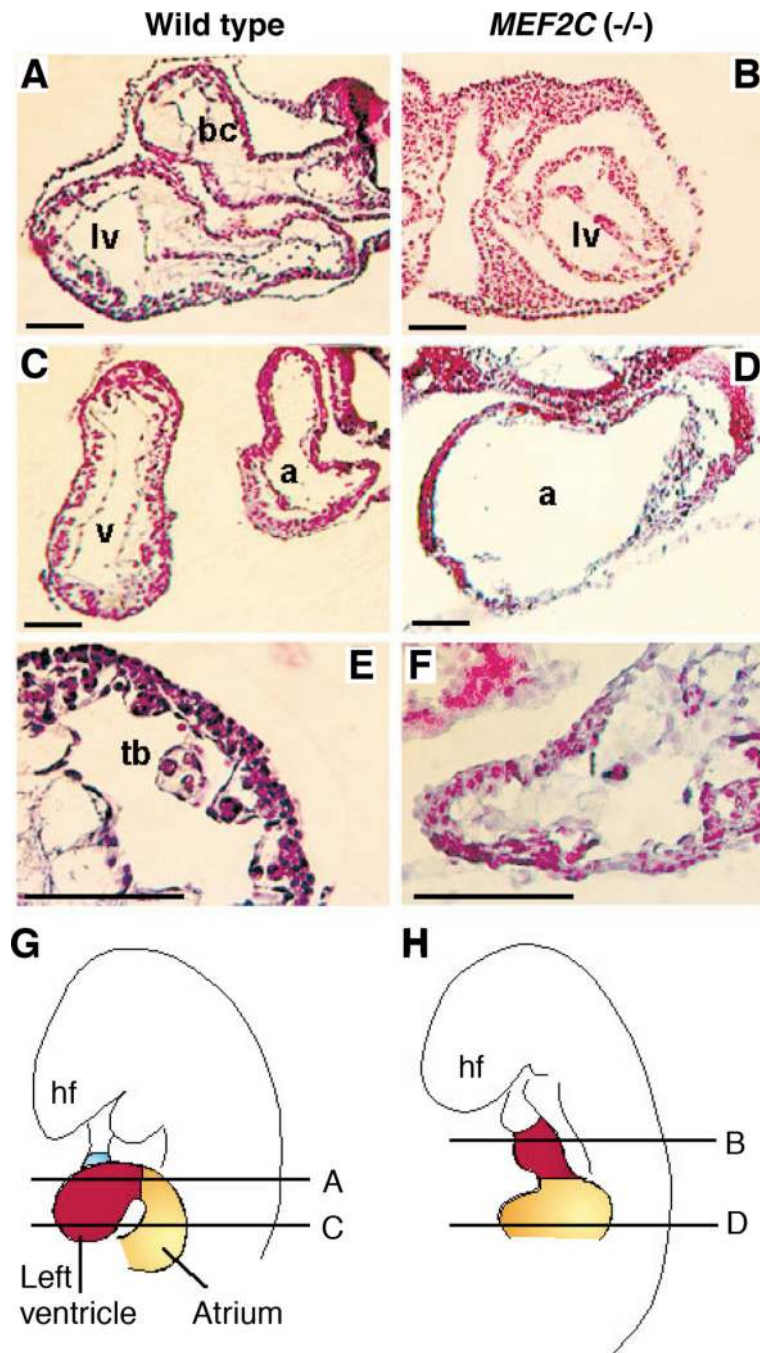 Wild type
MEF2C (-/-)
A
bc
lv
B
lv
C
v
a
D
a
E
tb
F
G
hf
A
C
Left
ventricle
Atrium
H
hf
B
D